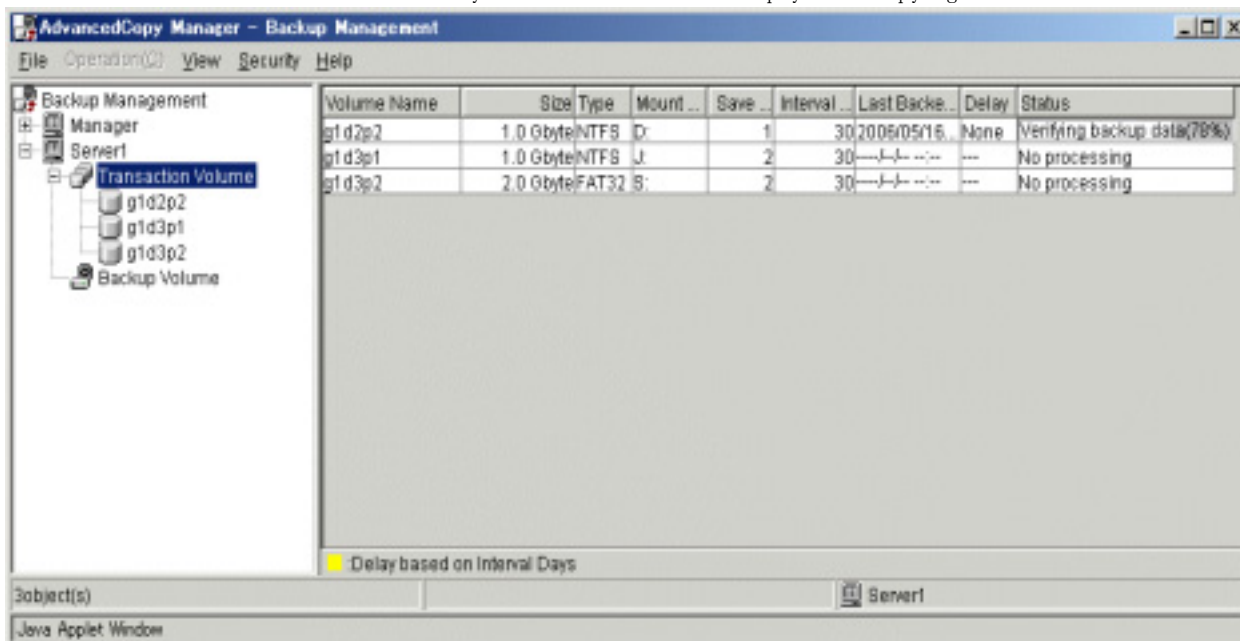 AdvancedCopy Manager - Backup Management
File Operation(O) View Security Help
Backup Management
Manager
Server1
Transaction Volume
g1d2p2
g1d3p1
g1d3p2
Backup Volume
Volume Name Size Type Mount ... Save ... Interval ... Last Backe... Delay Status
g1d2p2 1.0 Gbyte NTFS D: 1 30 2006/05/16... None Verifying backup data(78%)
g1d3p1 1.0 Gbyte NTFS J: 2 30 ----/--/-- --:-- --- No processing
g1d3p2 2.0 Gbyte FAT32 S: 2 30 ----/--/-- --:-- --- No processing
:Delay based on Interval Days
3object(s) Server1
Java Applet Window